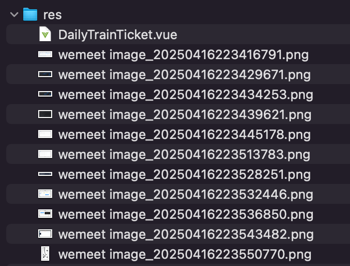 res
DailyTrainTicket.vue
wemeet image_20250416223416791.png
wemeet image_20250416223429671.png
wemeet image_20250416223434253.png
wemeet image_20250416223439621.png
wemeet image_20250416223445178.png
wemeet image_20250416223513783.png
wemeet image_20250416223528251.png
wemeet image_20250416223532446.png
wemeet image_20250416223536850.png
wemeet image_20250416223543482.png
wemeet image_20250416223550770.png